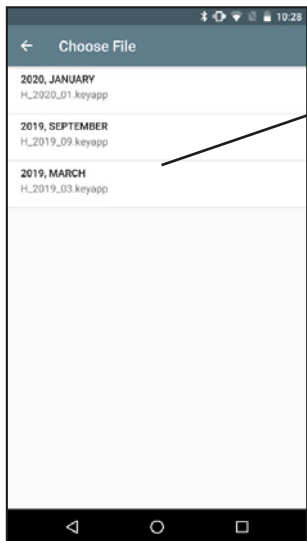 10:28
Choose File
2020, JANUARY
H_2020_01.keyapp
2019, SEPTEMBER
H_2019_09.keyapp
2019, MARCH
H_2019_03.keyapp